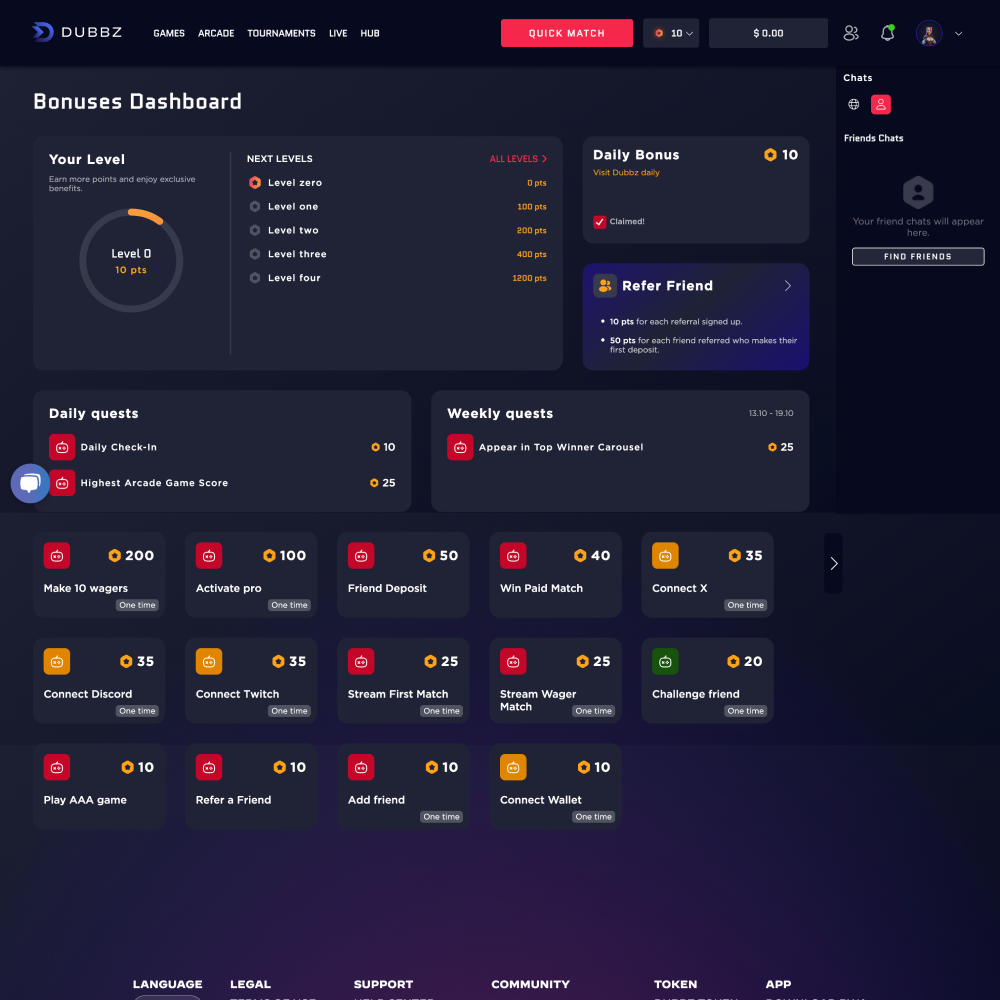 DUBBZ
GAMES ARCADE TOURNAMENTS LIVE HUB
QUICK MATCH
10
$ 0.00
Bonuses Dashboard
Your Level
Earn more points and enjoy exclusive
benefits.
Level 0
10 pts
NEXT LEVELS
ALL LEVELS
Level zero 0 pts
Level one 100 pts
Level two 200 pts
Level three 400 pts
Level four 1200 pts
Daily Bonus 10
Visit Dubbz daily
Claimed!
Refer Friend
• 10 pts for each referral signed up.
• 50 pts for each friend referred who makes their
first deposit.
Chats
Friends Chats
Your friend chats will appear
here.
FIND FRIENDS
Daily quests
Daily Check-In 10
Highest Arcade Game Score 25
Weekly quests 13.10 - 19.10
Appear in Top Winner Carousel 25
200
Make 10 wagers
One time
100
Activate pro
One time
50
Friend Deposit
40
Win Paid Match
35
Connect X
One time
35
Connect Discord
One time
35
Connect Twitch
One time
25
Stream First Match
One time
25
Stream Wager
Match
One time
20
Challenge friend
One time
10
Play AAA game
10
Refer a Friend
10
Add friend
One time
10
Connect Wallet
One time
LANGUAGE LEGAL SUPPORT COMMUNITY TOKEN APP